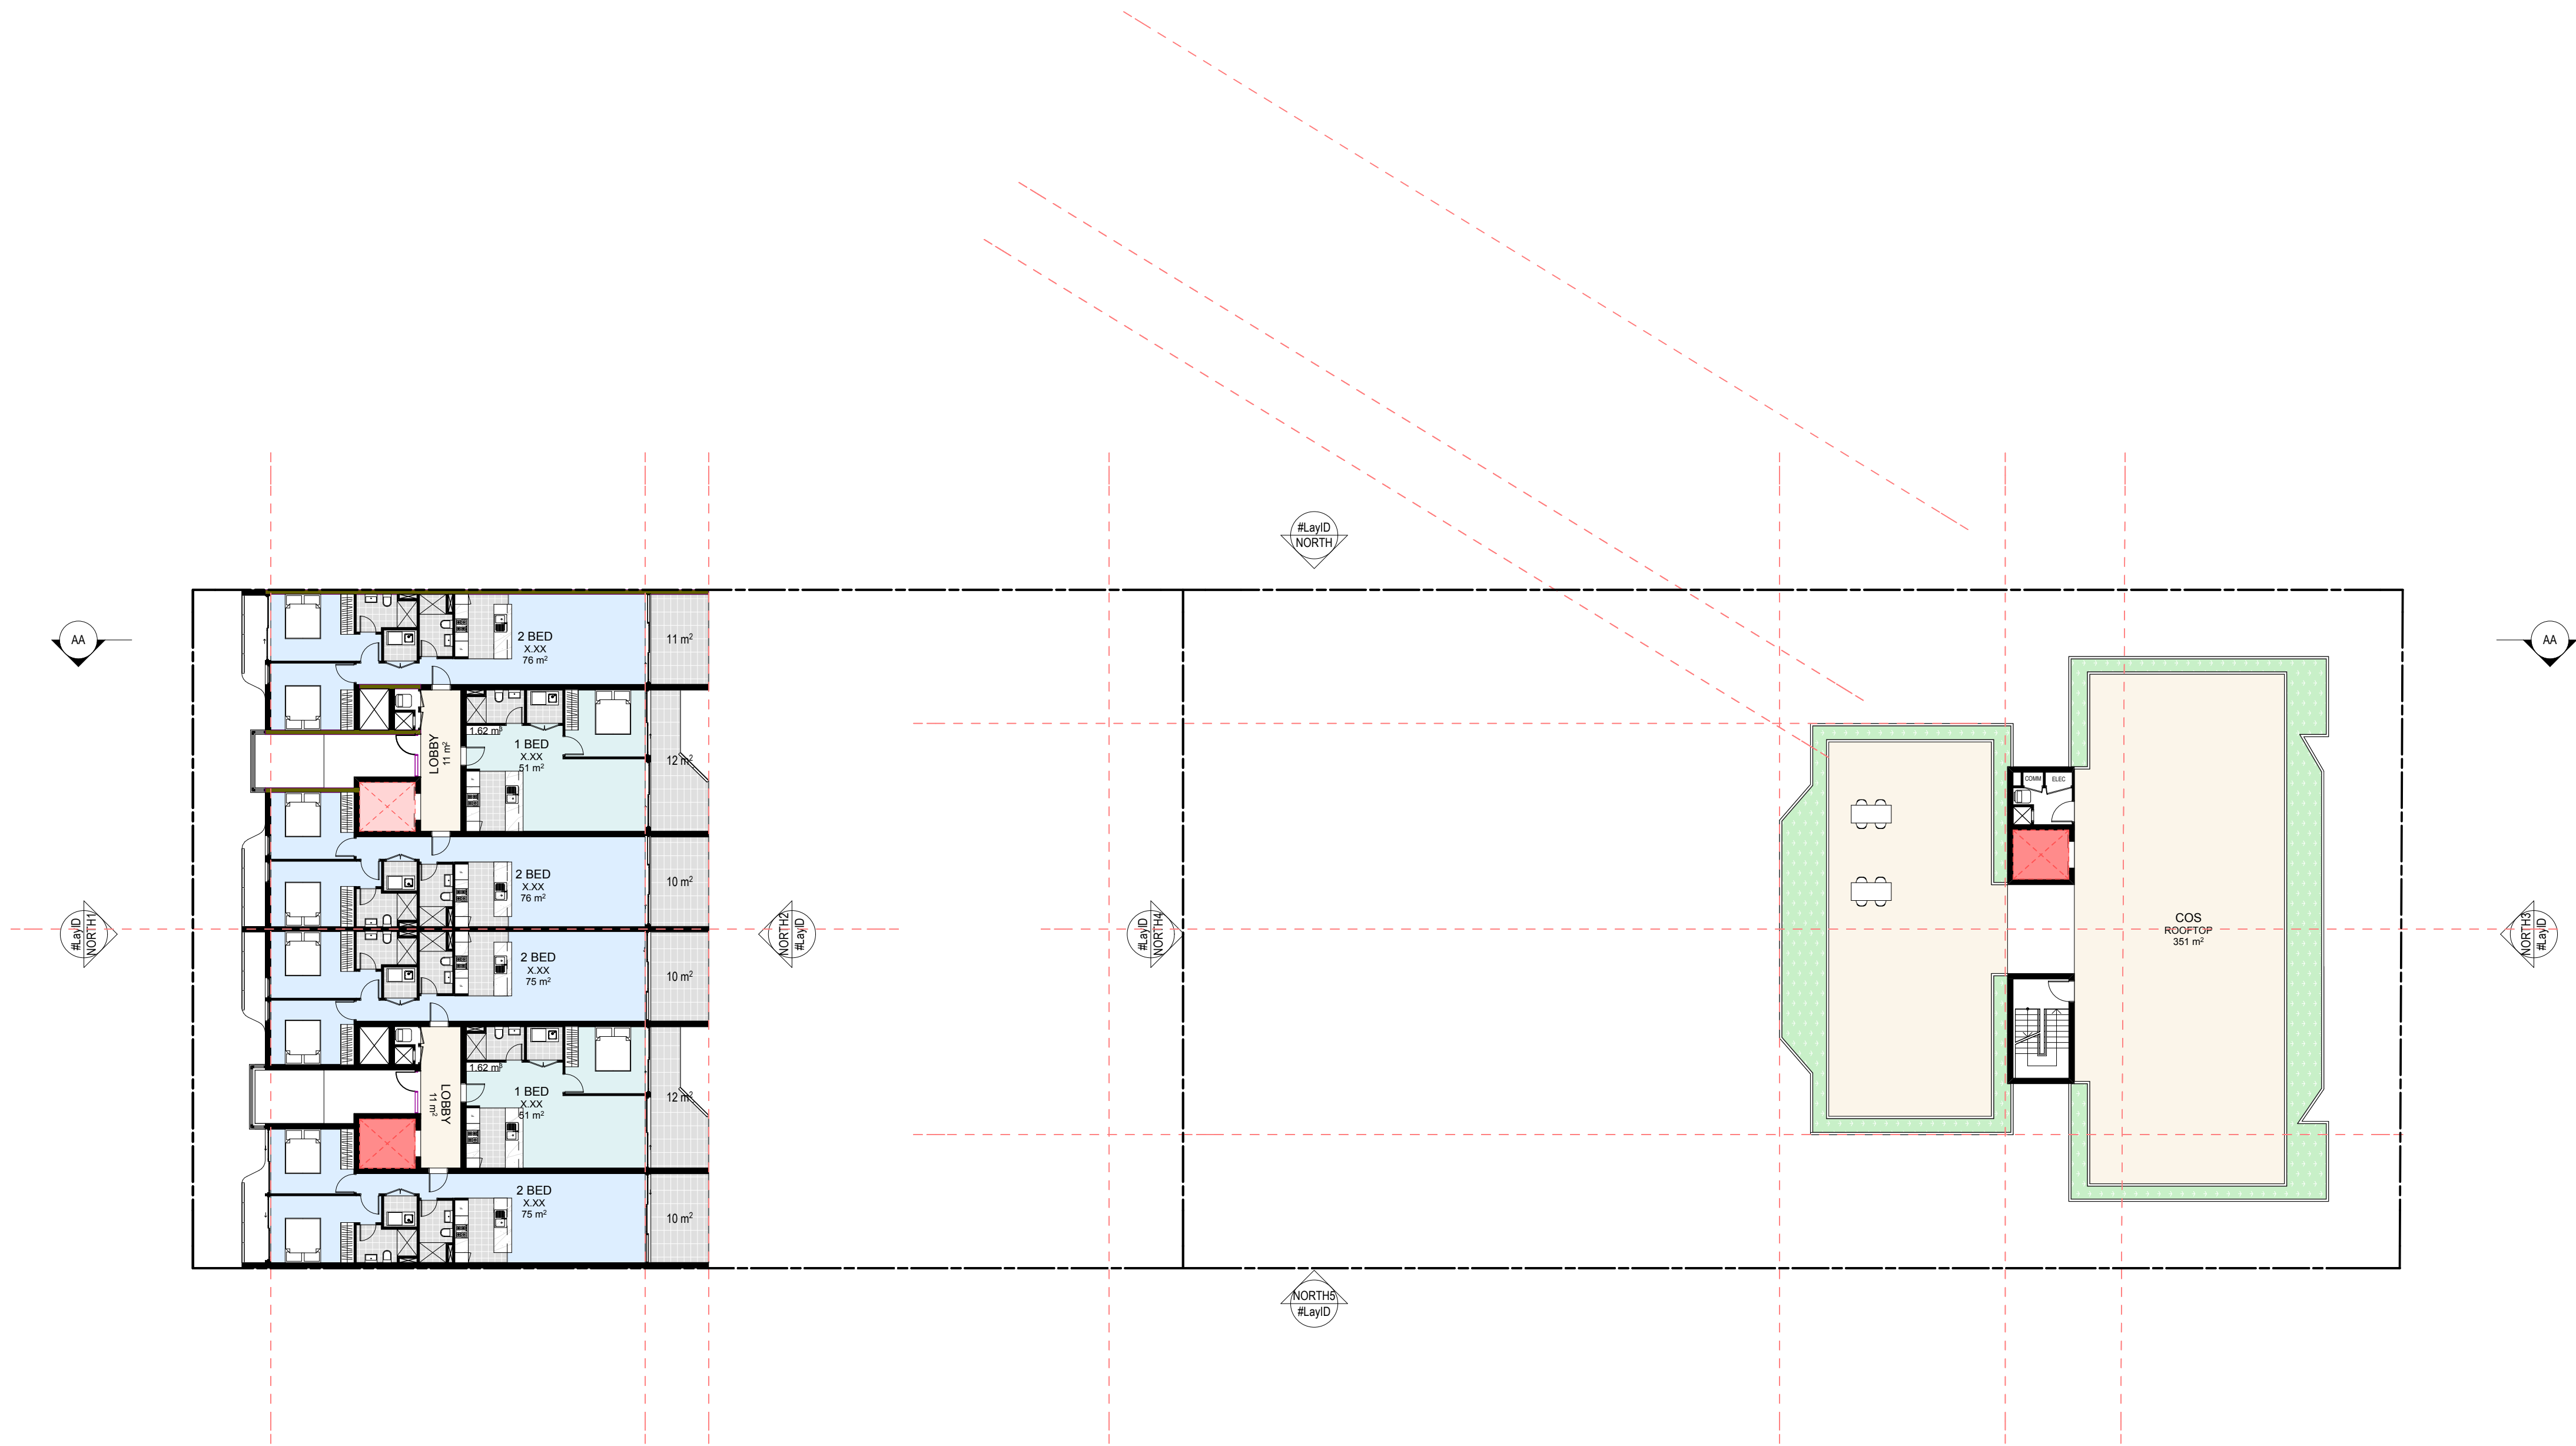 #LayID
NORTH
AA
AA
2 BED
X.XX
76 m²
11 m²
1.62 m³
1 BED
X.XX
51 m²
LOBBY
11 m²
12 m²
COMM
ELEC
2 BED
X.XX
76 m²
10 m²
#LayID
NORTH1
NORTH2
#LayID
#LayID
NORTH4
COS
ROOFTOP
351 m²
NORTH3
#LayID
2 BED
X.XX
75 m²
10 m²
1.62 m³
1 BED
X.XX
51 m²
LOBBY
11 m²
12 m²
2 BED
X.XX
75 m²
10 m²
NORTH5
#LayID